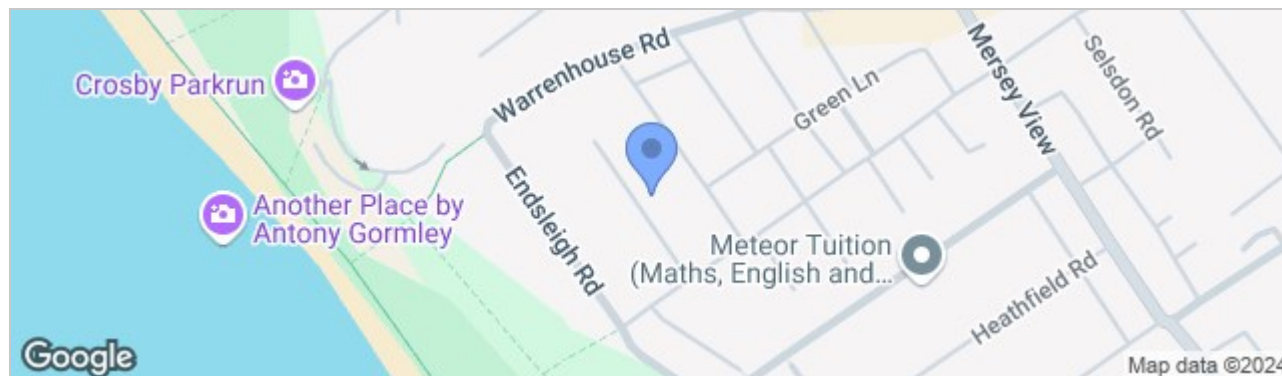 Crosby Parkrun
Warrenhouse Rd
Mersey View
Selsdon Rd
Green Ln
Another Place by
Antony Gormley
Endsleigh Rd
Meteor Tuition
(Maths, English and...
Heathfield Rd
Google
Map data ©2024